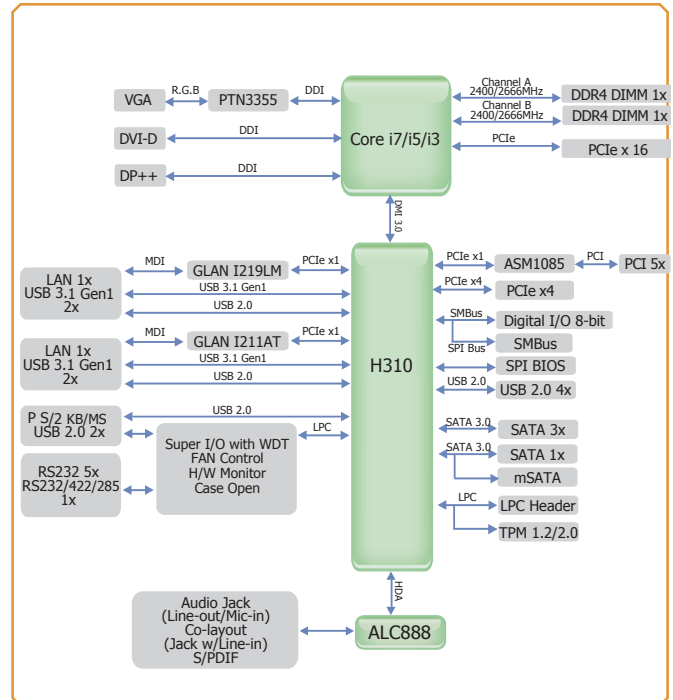 Channel A
R.G.B
DDI
2400/2666MHz
VGA
PTN3355
DDR4 DIMM 1x
Channel B
2400/2666MHz
DDR4 DIMM 1x
DDI
DVI-D
Core i7/i5/i3
PCIe
PCIe x 16
DDI
DP++
DMI 3.0
MDI
GLAN I219LM
PCIe x1
PCIe x1
ASM1085
PCI
PCI 5x
LAN 1x
USB 3.1 Gen1
2x
USB 3.1 Gen1
USB 2.0
PCIe x4
PCIe x4
SMBus
Digital I/O 8-bit
MDI
GLAN I211AT
PCIe x1
SMBus
LAN 1x
USB 3.1 Gen1
2x
USB 3.1 Gen1
USB 2.0
H310
SPI Bus
SPI BIOS
USB 2.0
USB 2.0 4x
P S/2 KB/MS
USB 2.0 2x
USB 2.0
LPC
Super I/O with WDT
FAN Control
H/W Monitor
Case Open
SATA 3.0
SATA 3x
SATA 3.0
SATA 1x
mSATA
RS232 5x
RS232/422/285
1x
LPC
LPC Header
TPM 1.2/2.0
HDA
Audio Jack
(Line-out/Mic-in)
Co-layout
(Jack w/Line-in)
S/PDIF
ALC888